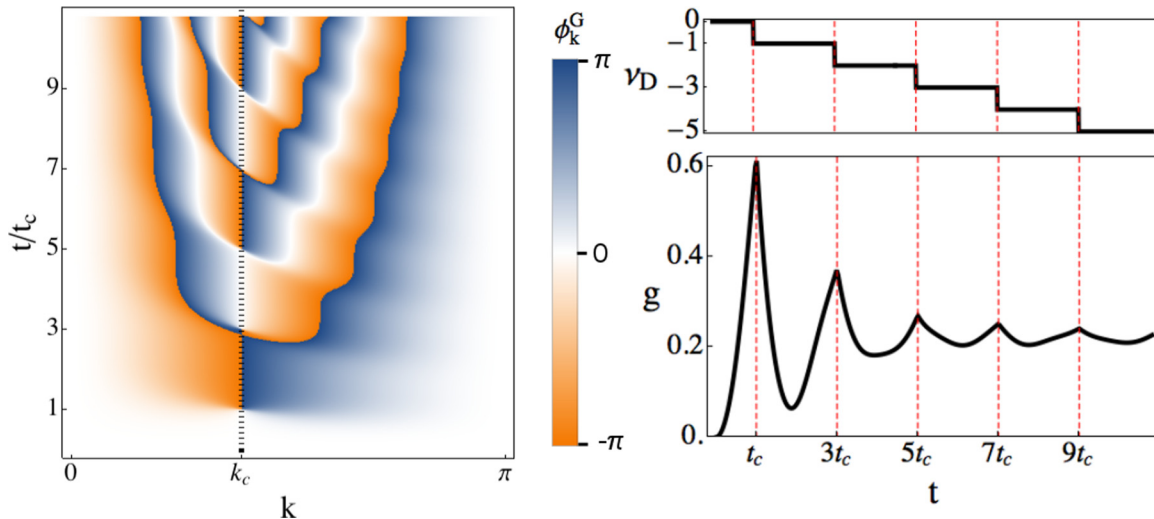 9
7
5
3
1
t/t_c
0
k_c
π
k
ϕ_k^G
π
0
-π
0
-1
-3
-5
ν_D
0.6
0.4
0.2
0.
g
t_c
3t_c
5t_c
7t_c
9t_c
t